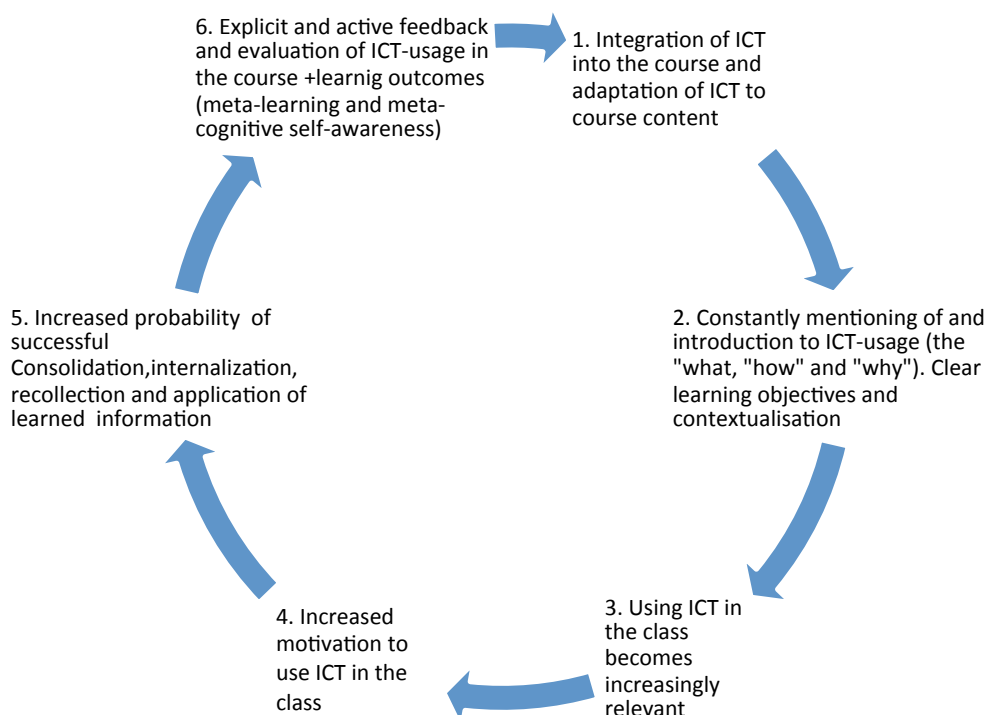 6. Explicit and active feedback
and evaluation of ICT-usage in
the course +learnig outcomes
(meta-learning and meta-
cognitive self-awareness)
1. Integration of ICT
into the course and
adaptation of ICT to
course content
2. Constantly mentioning of and
introduction to ICT-usage (the
"what, "how" and "why"). Clear
learning objectives and
contextualisation
3. Using ICT in
the class
becomes
increasingly
relevant
4. Increased
motivation to
use ICT in the
class
5. Increased probability of
successful
Consolidation,internalization,
recollection and application of
learned information